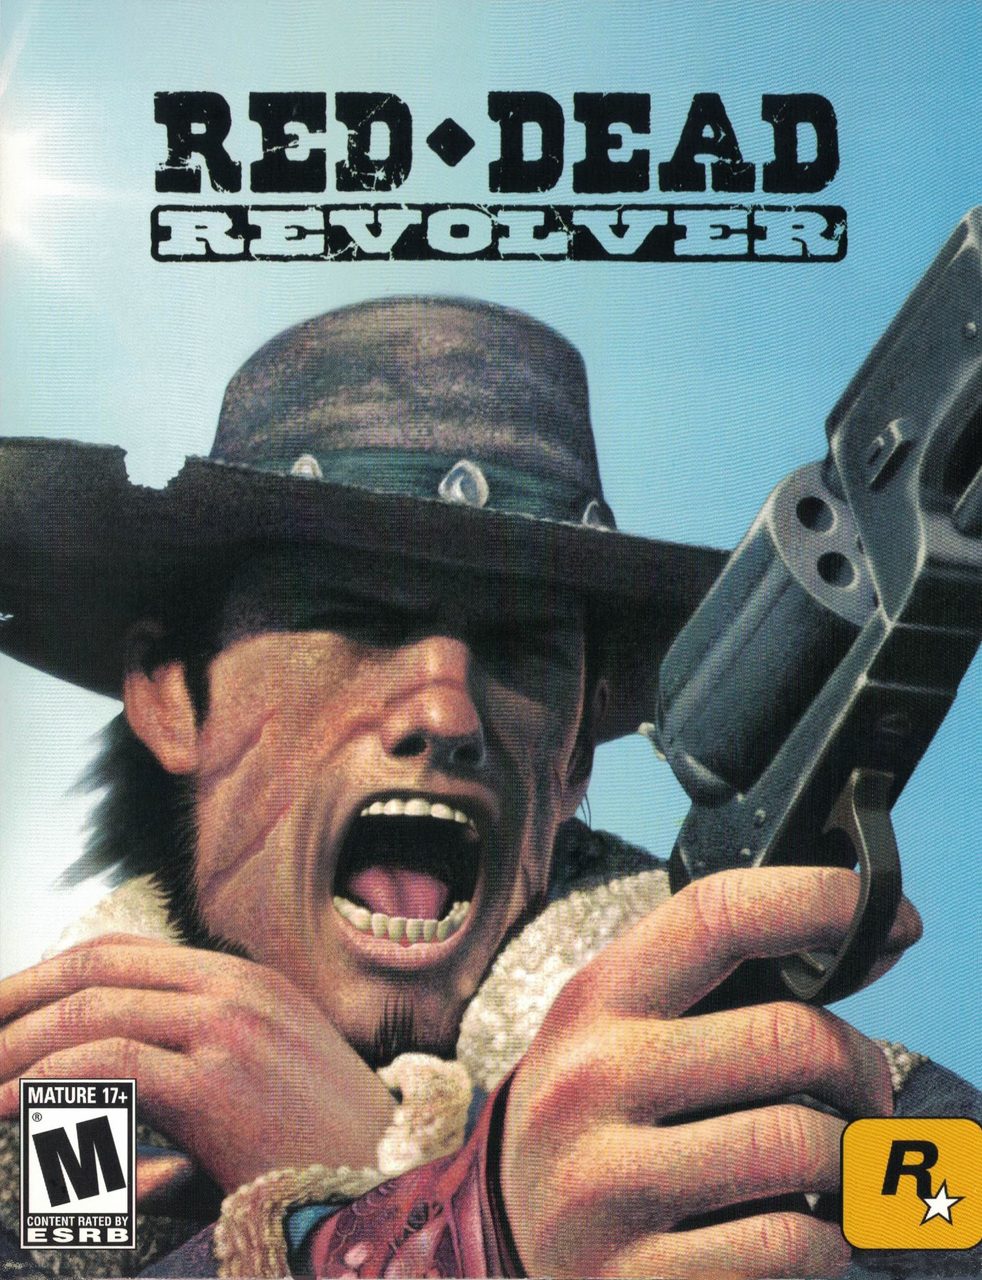 RED◆DEAD
REVOLVER
MATURE 17+
M
®
CONTENT RATED BY
ESRB
R